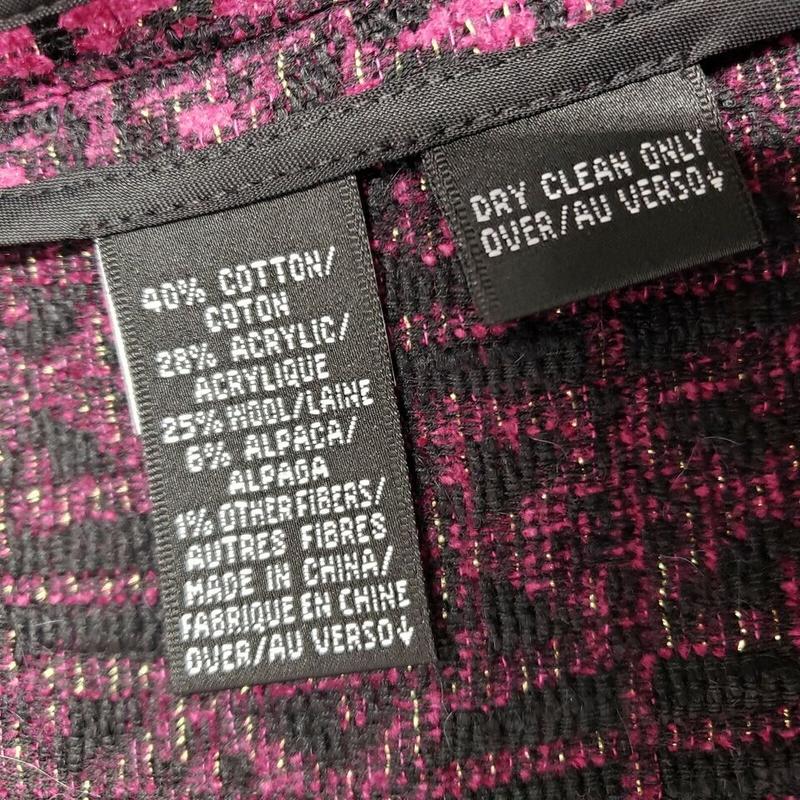 40% COTTON/
COTON
28% ACRYLIC/
ACRYLIQUE
25% WOOL/LAINE
6% ALPACA/
ALPAGA
1% OTHER FIBERS/
AUTRES FIBRES
MADE IN CHINA/
FABRIQUE EN CHINE
OVER/AU VERSO↓
DRY CLEAN ONLY
OVER/AU VERSO↓